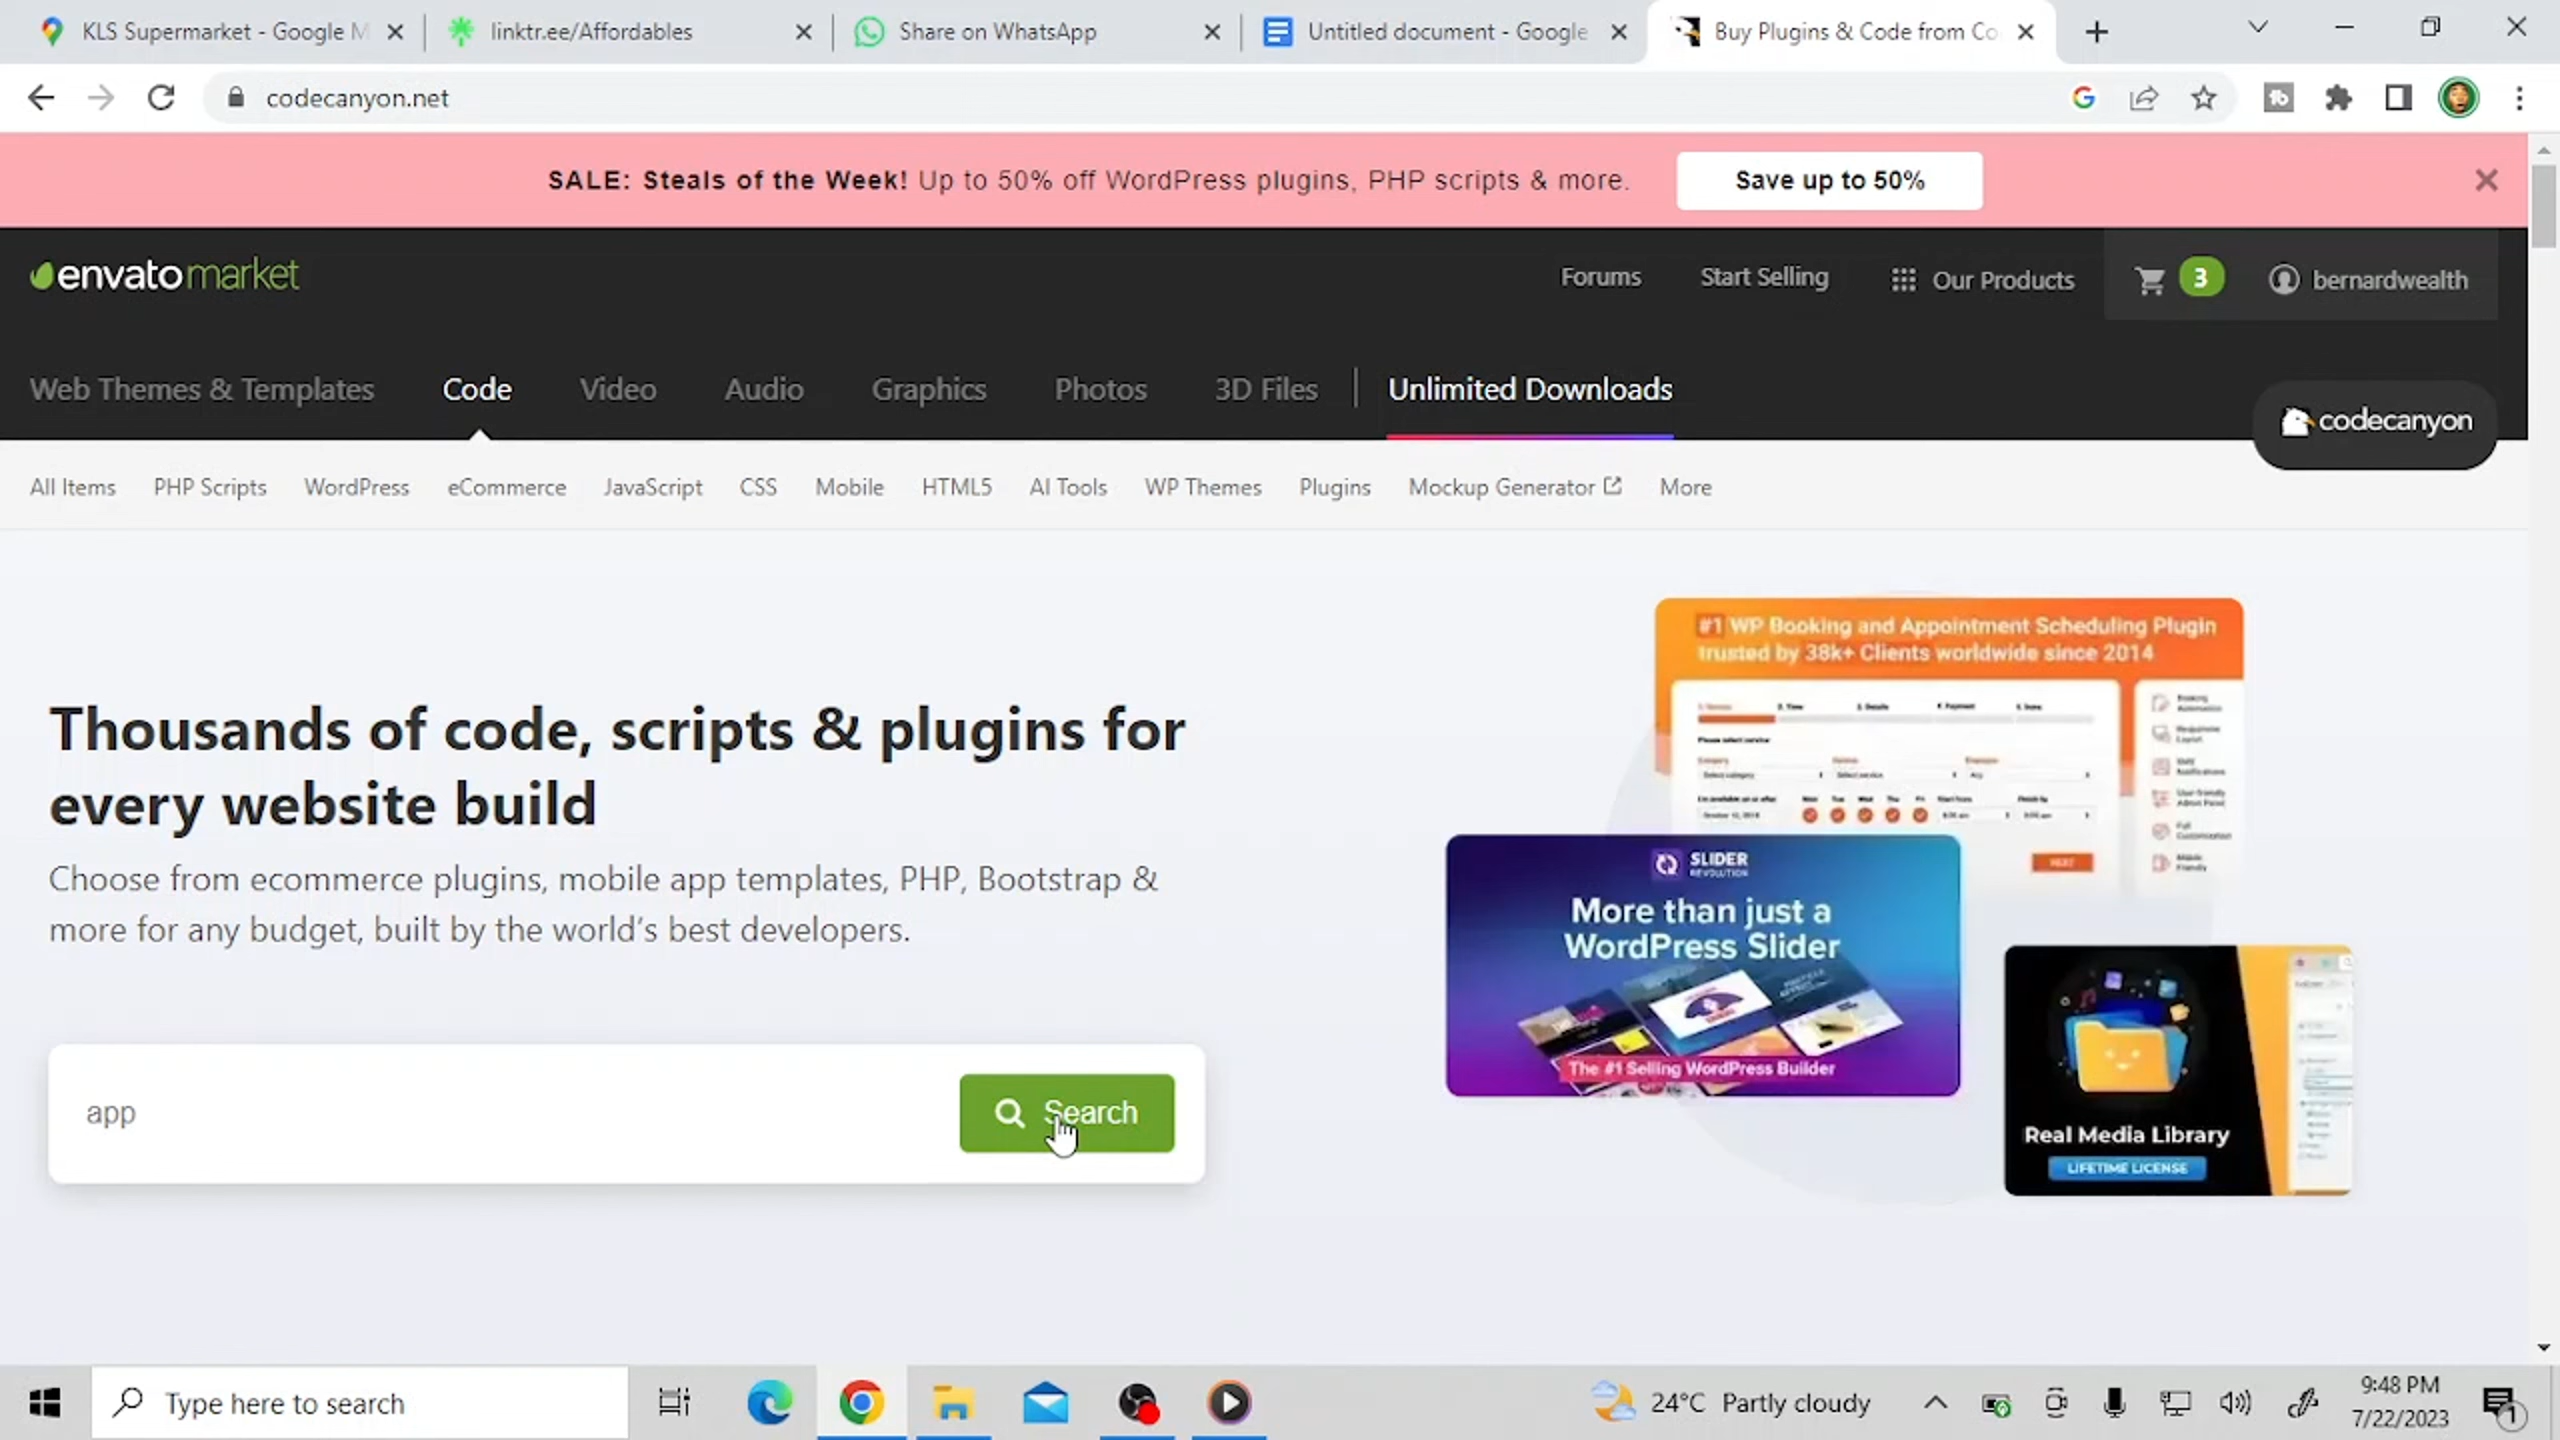 KLS Supermarket - Google M
linktr.ee/Affordables
Share on WhatsApp
Untitled document - Google
Buy Plugins & Code from Co
codecanyon.net
SALE: Steals of the Week! Up to 50% off WordPress plugins, PHP scripts & more.
Save up to 50%
envatomarket
Forums
Start Selling
Our Products
3
bernardwealth
Web Themes & Templates
Code
Video
Audio
Graphics
Photos
3D Files
Unlimited Downloads
codecanyon
All Items
PHP Scripts
WordPress
eCommerce
JavaScript
CSS
Mobile
HTML5
AI Tools
WP Themes
Plugins
Mockup Generator
More
Thousands of code, scripts & plugins for
every website build
Choose from ecommerce plugins, mobile app templates, PHP, Bootstrap &
more for any budget, built by the world's best developers.
app
Search
#1 WP Booking and Appointment Scheduling Plugin
trusted by 38k+ Clients worldwide since 2014
SLIDER
REVOLUTION
More than just a
WordPress Slider
The #1 Selling WordPress Builder
Real Media Library
LIFETIME LICENSE
Type here to search
24°C Partly cloudy
9:48 PM
7/22/2023
1